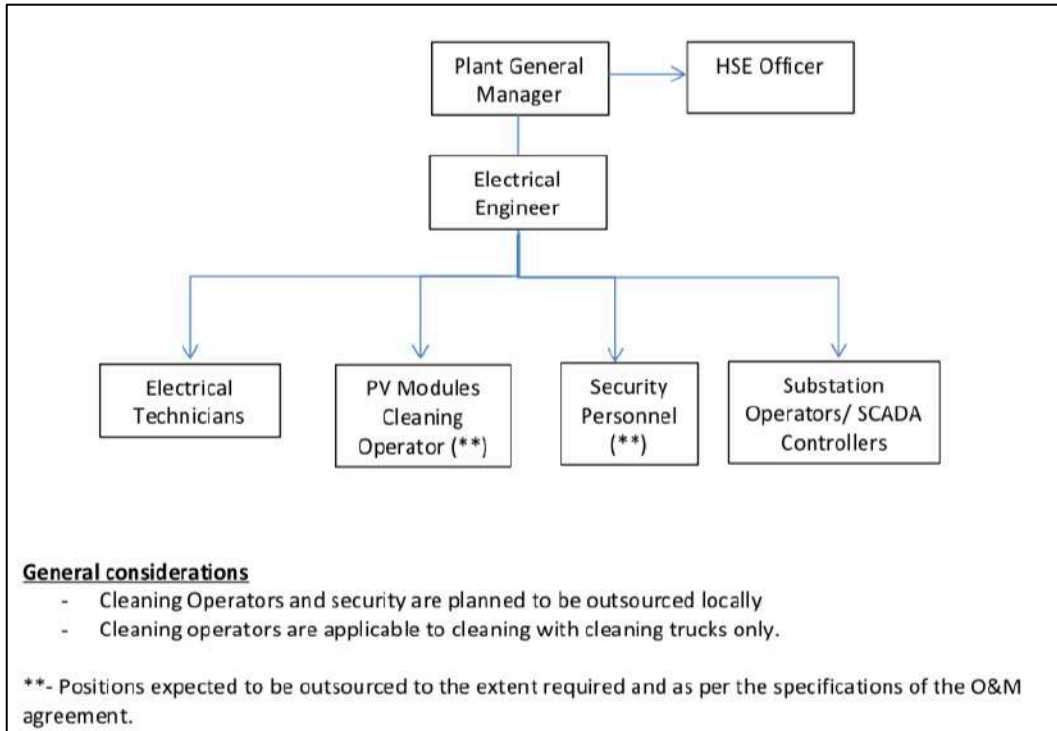 Plant General
Manager
HSE Officer
Electrical
Engineer
Electrical
Technicians
PV Modules
Cleaning
Operator (**)
Security
Personnel
(**)
Substation
Operators/ SCADA
Controllers
General considerations
- Cleaning Operators and security are planned to be outsourced locally
- Cleaning operators are applicable to cleaning with cleaning trucks only.
**- Positions expected to be outsourced to the extent required and as per the specifications of the O&M
agreement.